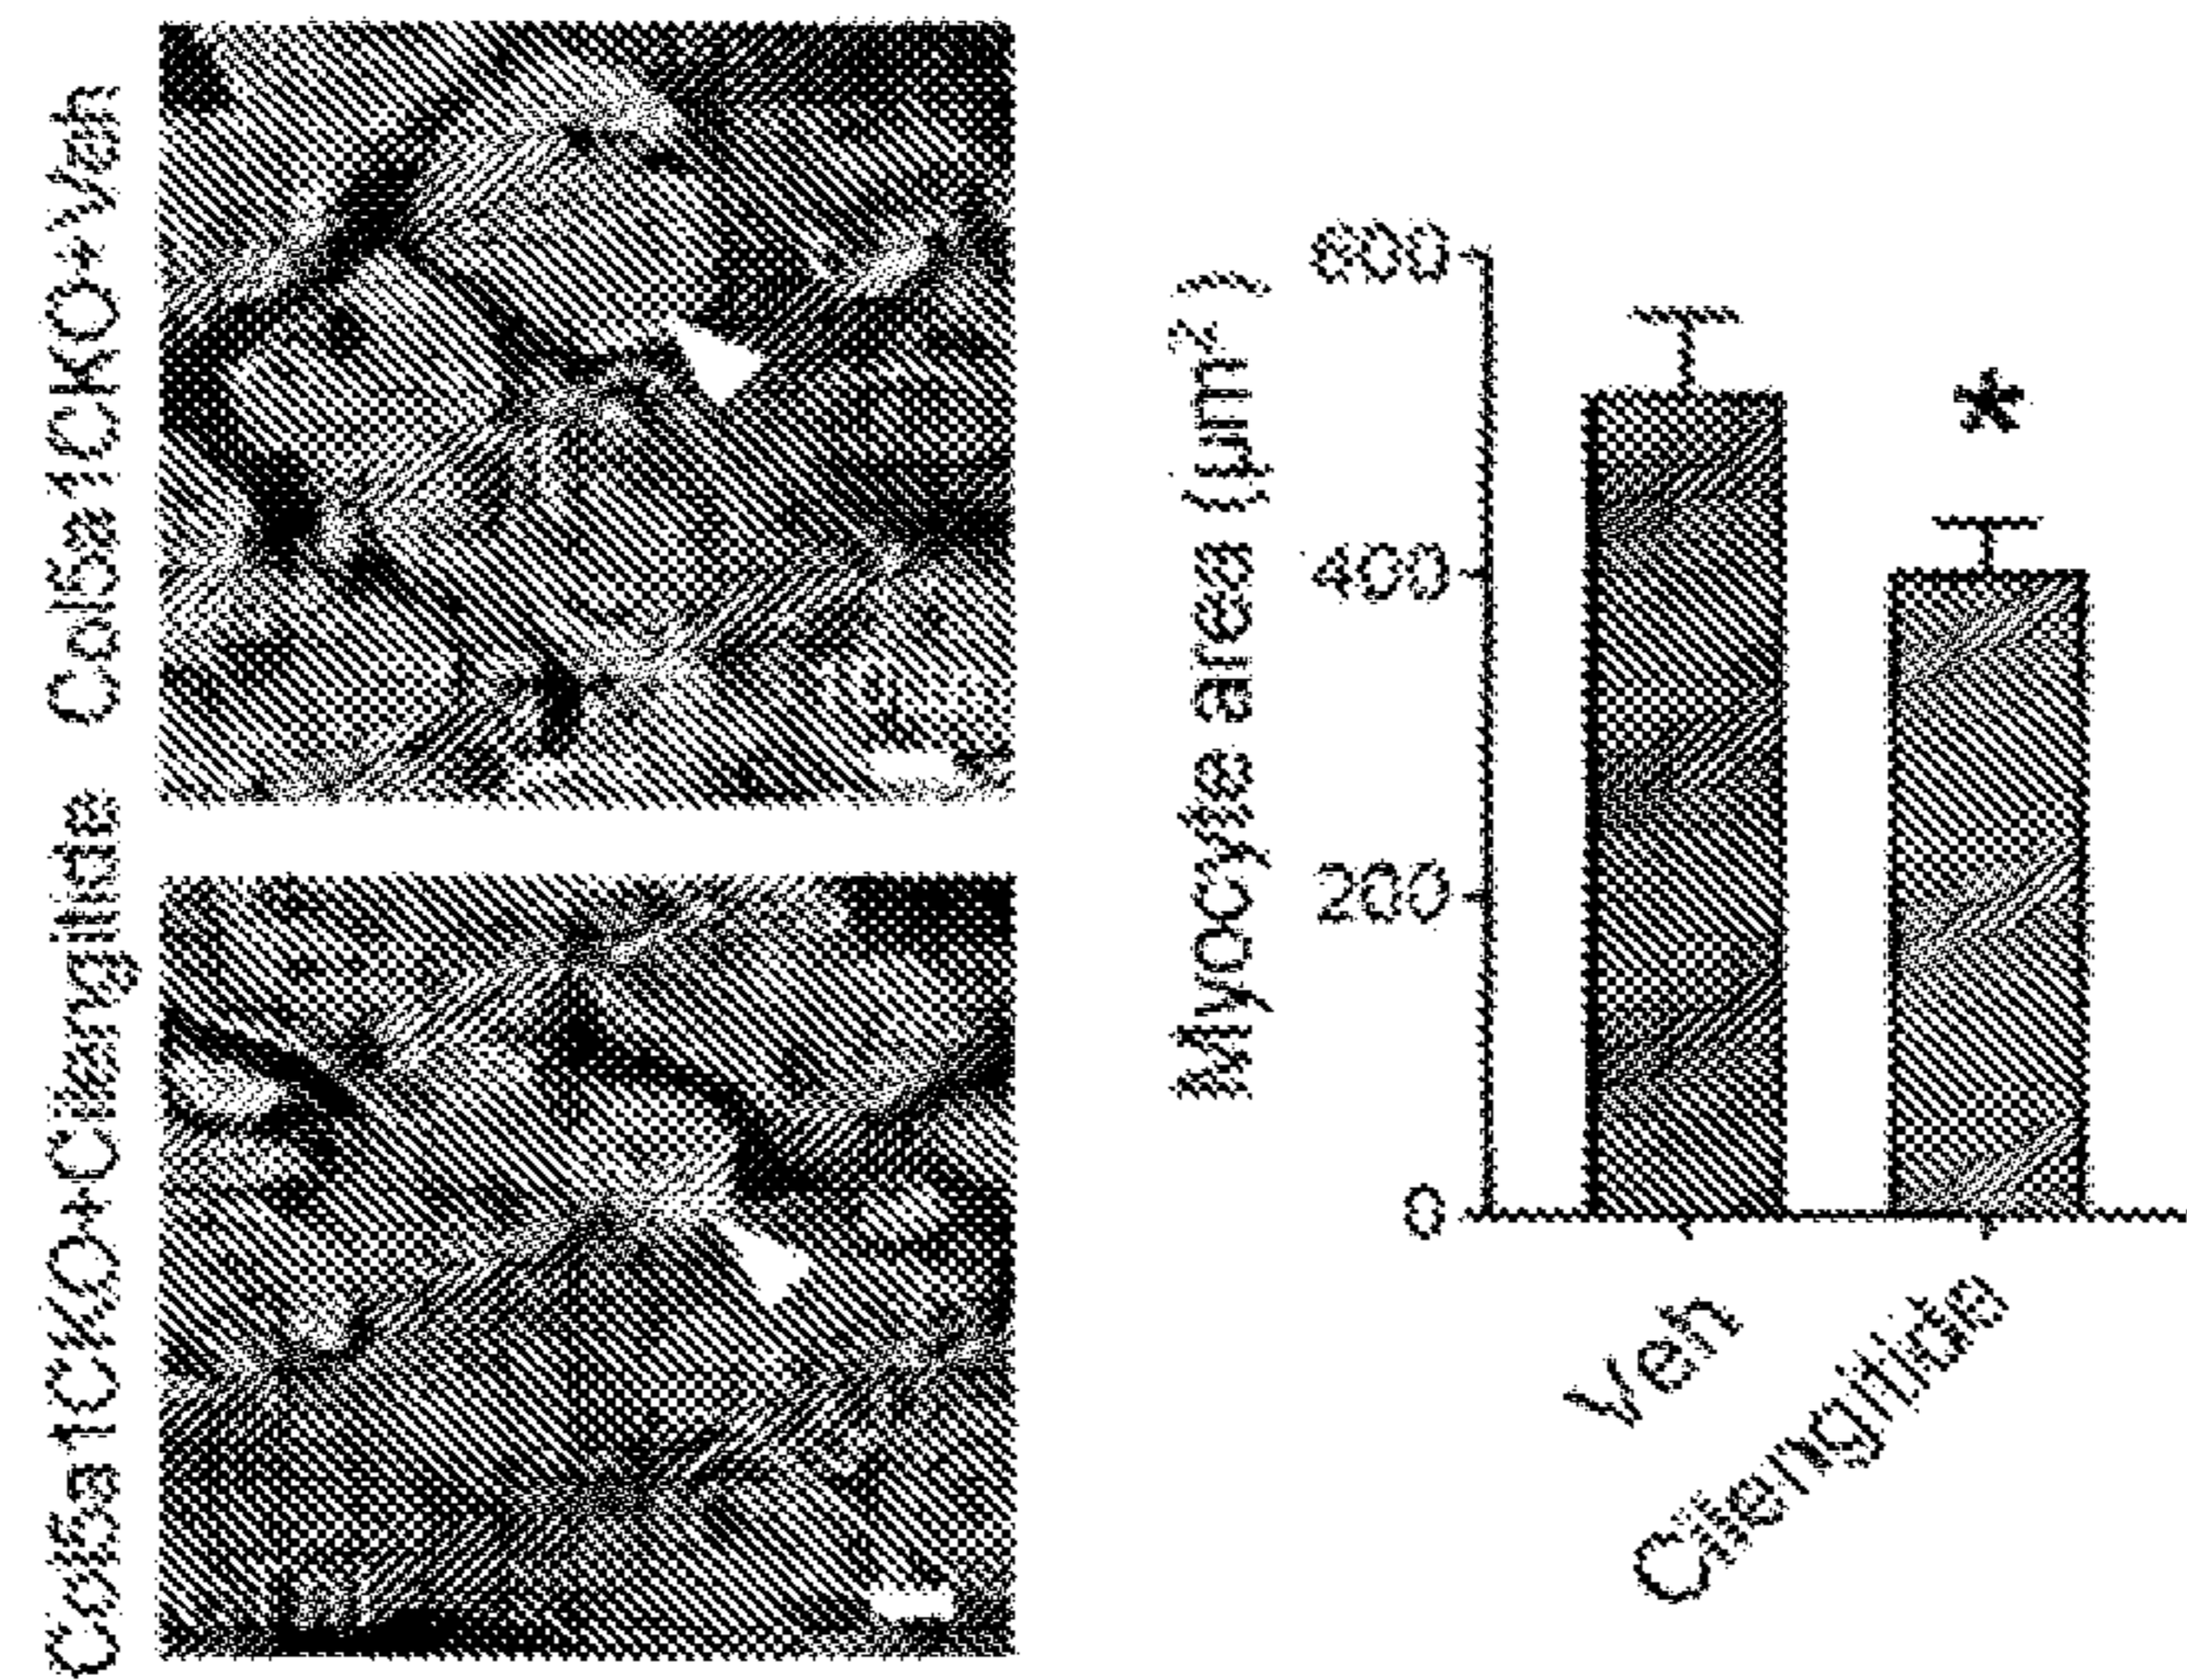 Col5a1CKO+Veh
Col5a1CKO+Cilengitide
Myocyte area (µm²)
600
400
200
0
*
Veh
Cilengitide